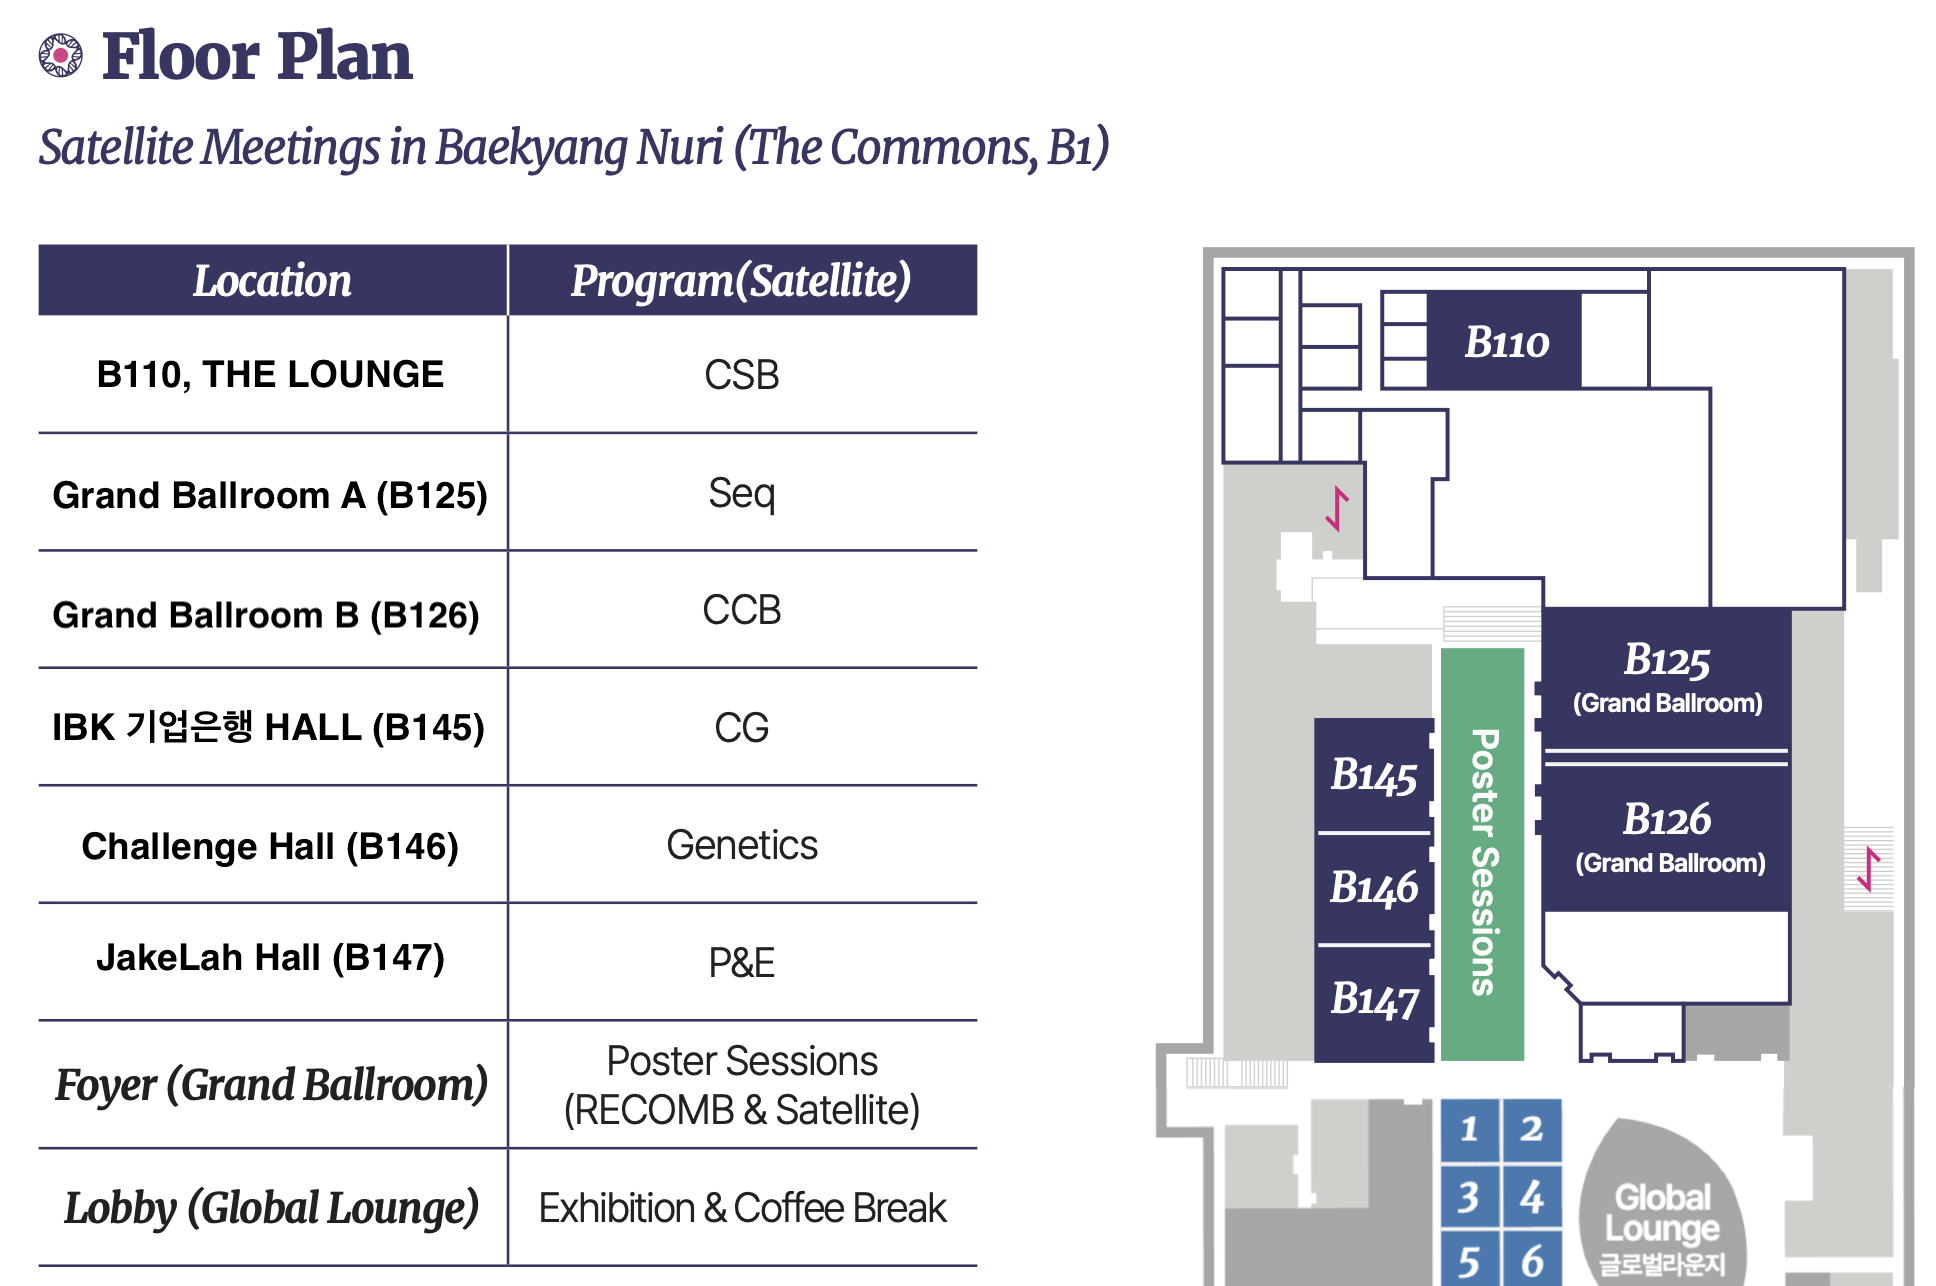 Floor Plan
Satellite Meetings in Baekyang Nuri (The Commons, B1)
Location
Program(Satellite)
B110, THE LOUNGE
CSB
Grand Ballroom A (B125)
Seq
Grand Ballroom B (B126)
CCB
IBK 기업은행 HALL (B145)
CG
Challenge Hall (B146)
Genetics
JakeLah Hall (B147)
P&E
Foyer (Grand Ballroom)
Poster Sessions
(RECOMB & Satellite)
Lobby (Global Lounge)
Exhibition & Coffee Break
B110
B125
(Grand Ballroom)
B126
(Grand Ballroom)
B145
B146
B147
Poster Sessions
1 2
3 4
5 6
Global
Lounge
글로벌라운지